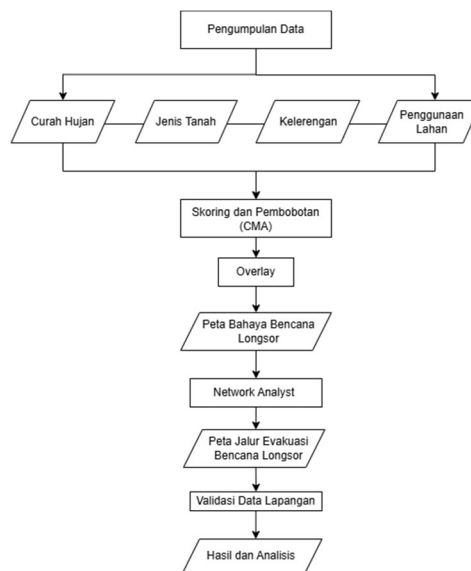 Pengumpulan Data
Curah Hujan
Jenis Tanah
Kelerengan
Penggunaan
Lahan
Skoring dan Pembobotan
(CMA)
Overlay
Peta Bahaya Bencana
Longsor
Network Analyst
Peta Jalur Evakuasi
Bencana Longsor
Validasi Data Lapangan
Hasil dan Analisis